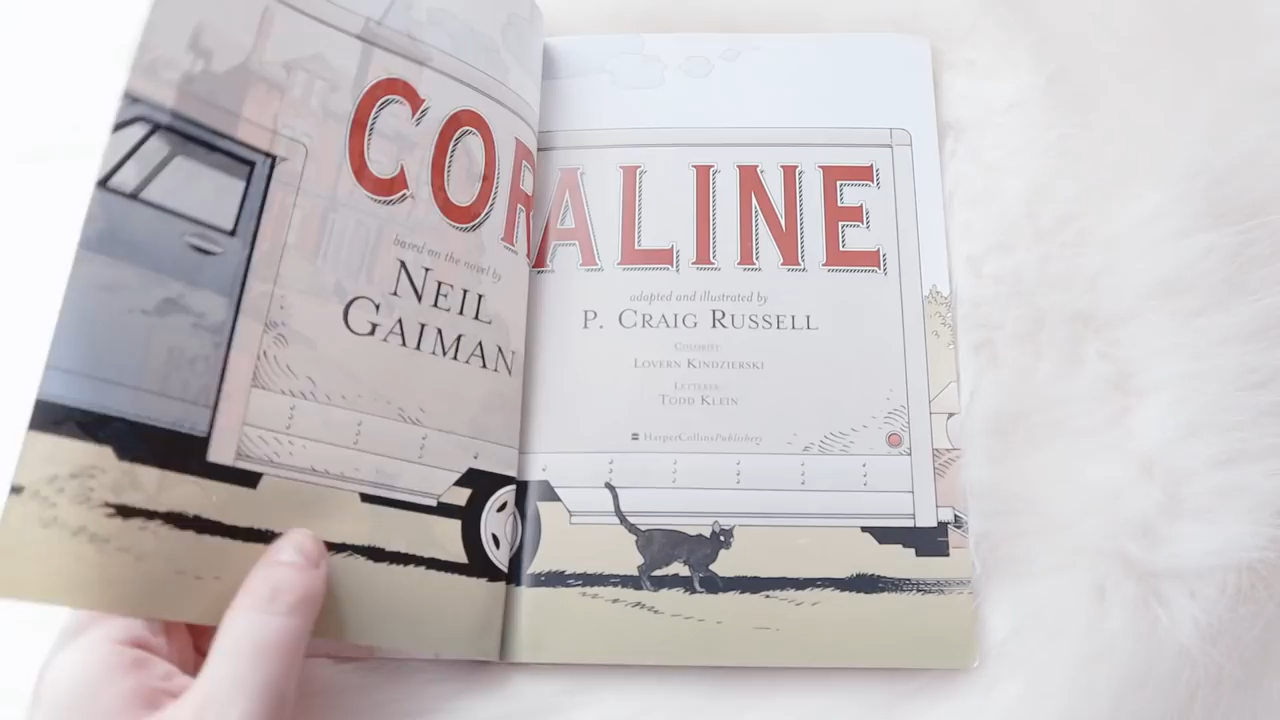 CORALINE
based on the novel by
NEIL
GAIMAN
adapted and illustrated by
P. CRAIG RUSSELL
COLORIST:
LOVERN KINDZIERSKI
LETTERER:
TODD KLEIN
HarperCollinsPublishers